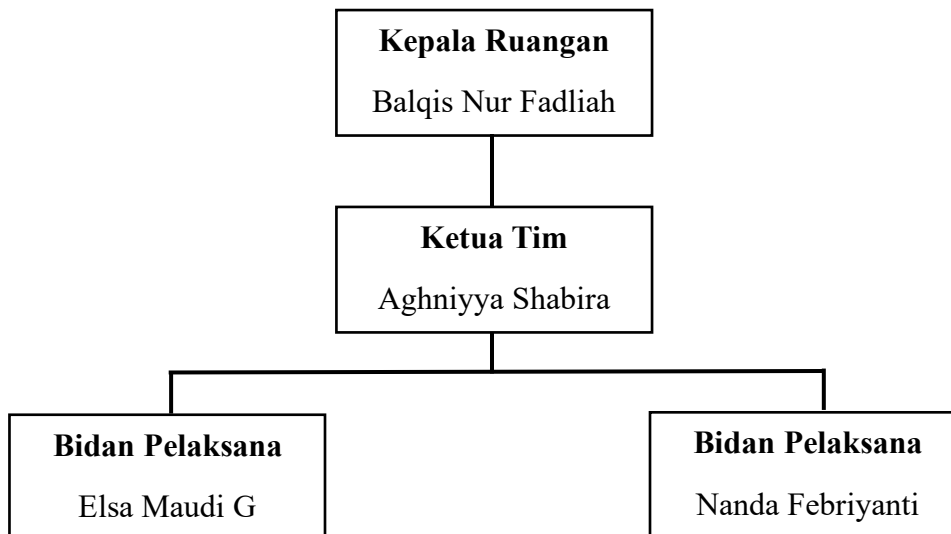 Kepala Ruangan
Balqis Nur Fadliah
Ketua Tim
Aghniyya Shabira
Bidan Pelaksana
Elsa Maudi G
Bidan Pelaksana
Nanda Febriyanti